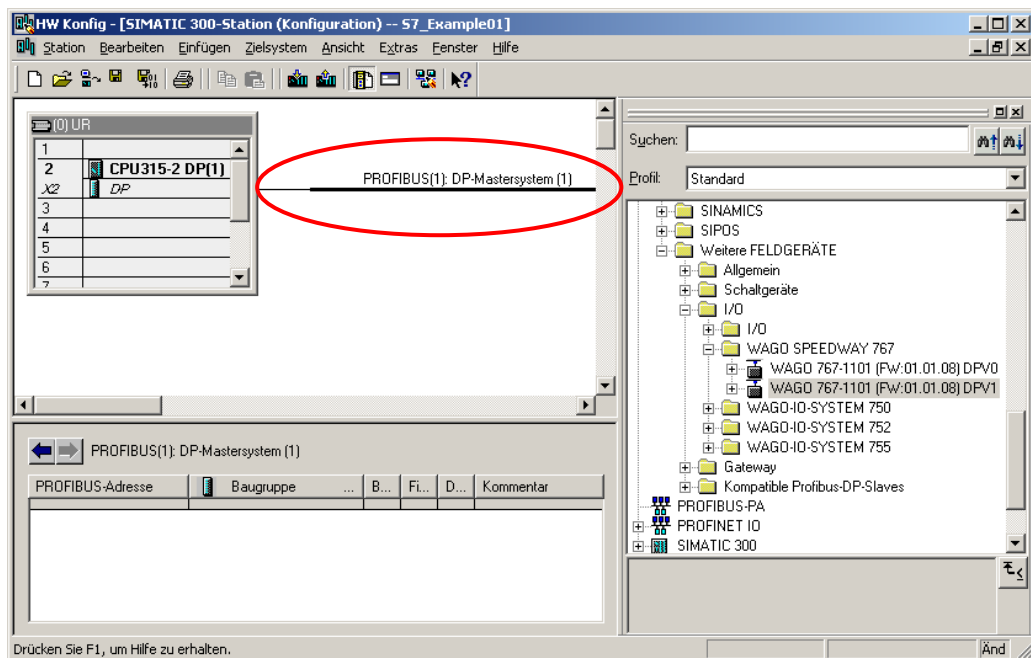 HW Konfig - [SIMATIC 300-Station (Konfiguration) -- S7_Example01]
Station Bearbeiten Einfügen Zielsystem Ansicht Extras Fenster Hilfe
(0) UR
1
2 CPU315-2 DP(1)
X2 DP
3
4
5
6
7
PROFIBUS(1): DP-Mastersystem (1)
Suchen:
Profil: Standard
SINAMICS
SIPOS
Weitere FELDGERÄTE
Allgemein
Schaltgeräte
I/O
I/O
WAGO SPEEDWAY 767
WAGO 767-1101 (FW:01.01.08) DPV0
WAGO 767-1101 (FW:01.01.08) DPV1
WAGO-IO-SYSTEM 750
WAGO-IO-SYSTEM 752
WAGO-IO-SYSTEM 755
Gateway
Kompatible Profibus-DP-Slaves
PROFIBUS-PA
PROFINET IO
SIMATIC 300
PROFIBUS(1): DP-Mastersystem (1)
PROFIBUS-Adresse Baugruppe ... B... Fi... D... Kommentar
Drücken Sie F1, um Hilfe zu erhalten.
Änd